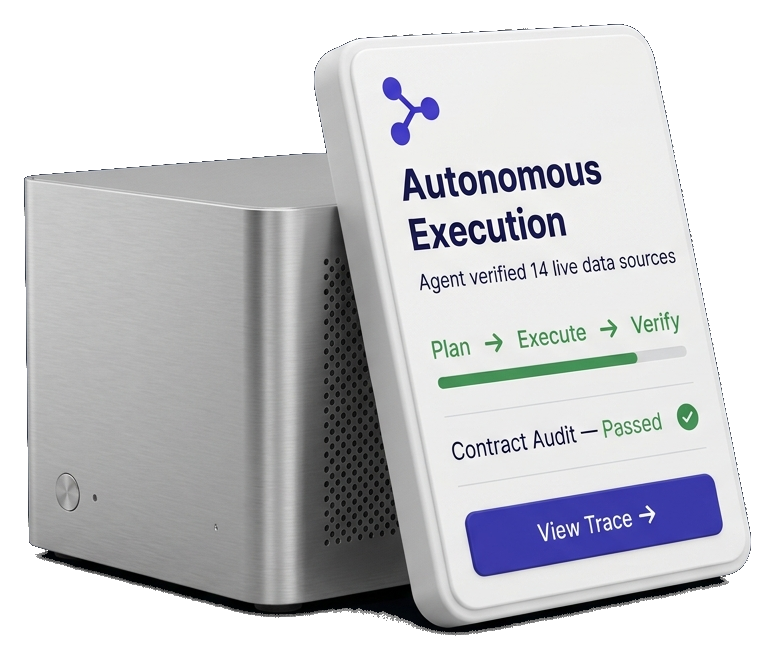 Autonomous
Execution
Agent verified 14 live data sources
Plan → Execute → Verify
Contract Audit — Passed
View Trace →